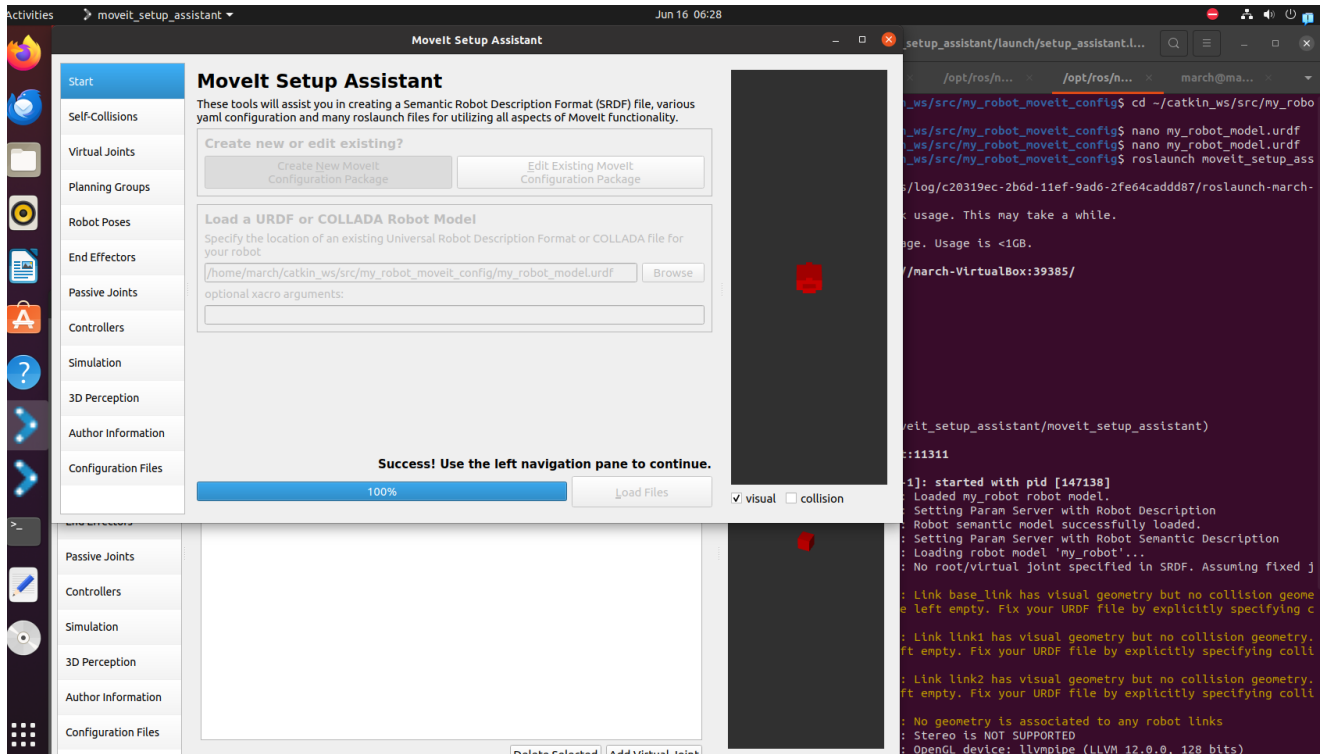 Activities
moveit_setup_assistant
Jun 16 06:28
MoveIt Setup Assistant
Start
Self-Collisions
Virtual Joints
Planning Groups
Robot Poses
End Effectors
Passive Joints
Controllers
Simulation
3D Perception
Author Information
Configuration Files
MoveIt Setup Assistant
These tools will assist you in creating a Semantic Robot Description Format (SRDF) file, various
yaml configuration and many roslaunch files for utilizing all aspects of MoveIt functionality.
Create new or edit existing?
Create New MoveIt
Configuration Package
Edit Existing MoveIt
Configuration Package
Load a URDF or COLLADA Robot Model
Specify the location of an existing Universal Robot Description Format or COLLADA file for
your robot
/home/march/catkin_ws/src/my_robot_moveit_config/my_robot_model.urdf
Browse
optional xacro arguments:
Success! Use the left navigation pane to continue.
100%
Load Files
visual
collision
Passive Joints
Controllers
Simulation
3D Perception
Author Information
Configuration Files
Delete Selected
Add Virtual Joint
_setup_assistant/launch/setup_assistant.l...
/opt/ros/n...
/opt/ros/n...
march@ma...
_ws/src/my_robot_moveit_config$ cd ~/catkin_ws/src/my_robo
_ws/src/my_robot_moveit_config$ nano my_robot_model.urdf
_ws/src/my_robot_moveit_config$ nano my_robot_model.urdf
_ws/src/my_robot_moveit_config$ roslaunch moveit_setup_ass
s/log/c20319ec-2b6d-11ef-9ad6-2fe64caddd87/roslaunch-march-
k usage. This may take a while.
age. Usage is <1GB.
//march-VirtualBox:39385/
veit_setup_assistant/moveit_setup_assistant)
t:11311
-1]: started with pid [147138]
: Loaded my_robot robot model.
: Setting Param Server with Robot Description
: Robot semantic model successfully loaded.
: Setting Param Server with Robot Semantic Description
: Loading robot model 'my_robot'...
: No root/virtual joint specified in SRDF. Assuming fixed j
: Link base_link has visual geometry but no collision geome
e left empty. Fix your URDF file by explicitly specifying c
: Link link1 has visual geometry but no collision geometry.
ft empty. Fix your URDF file by explicitly specifying colli
: Link link2 has visual geometry but no collision geometry.
ft empty. Fix your URDF file by explicitly specifying colli
: No geometry is associated to any robot links
: Stereo is NOT SUPPORTED
: OpenGL device: llvmpipe (LLVM 12.0.0, 128 bits)